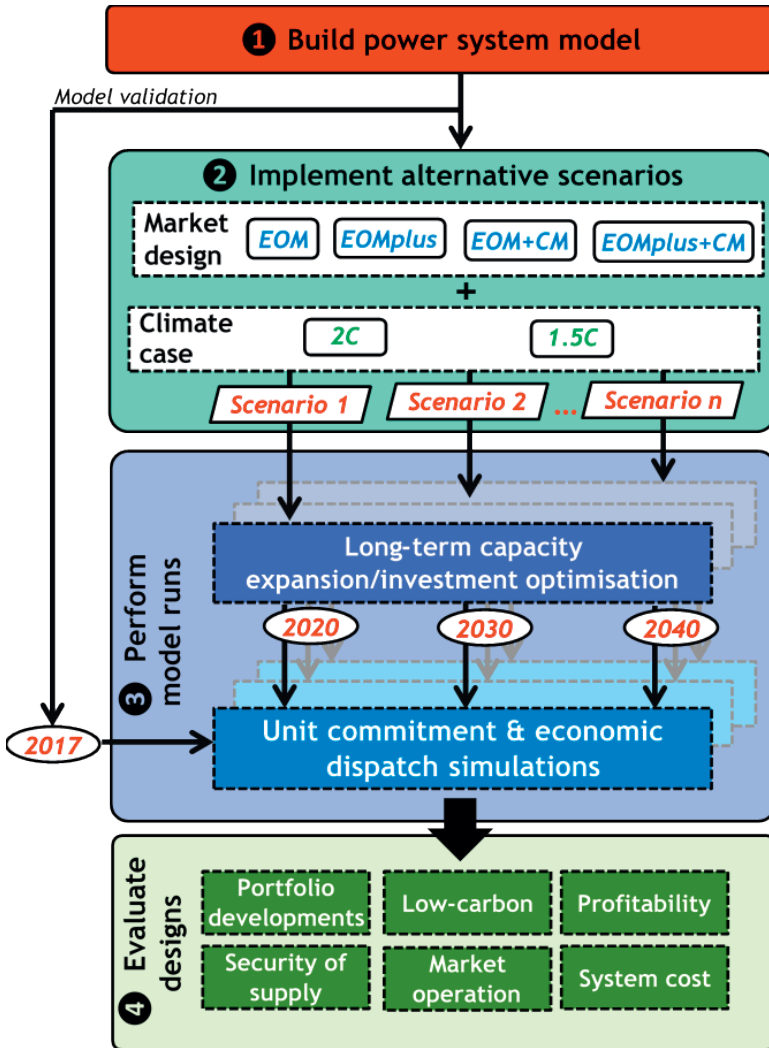 ❶ Build power system model
Model validation
❷ Implement alternative scenarios
Market
design
EOM
EOMplus
EOM+CM
EOMplus+CM
+
Climate
case
2C
1.5C
Scenario 1
Scenario 2
...
Scenario n
❸ Perform
model runs
Long-term capacity
expansion/investment optimisation
2020
2030
2040
2017
Unit commitment & economic
dispatch simulations
❹ Evaluate
designs
Portfolio
developments
Low-carbon
Profitability
Security of
supply
Market
operation
System cost